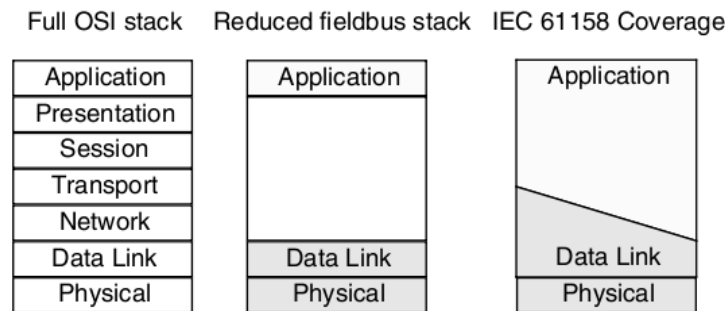 Full OSI stack
Application
Presentation
Session
Transport
Network
Data Link
Physical
Reduced fieldbus stack
Application
Data Link
Physical
IEC 61158 Coverage
Application
Data Link
Physical